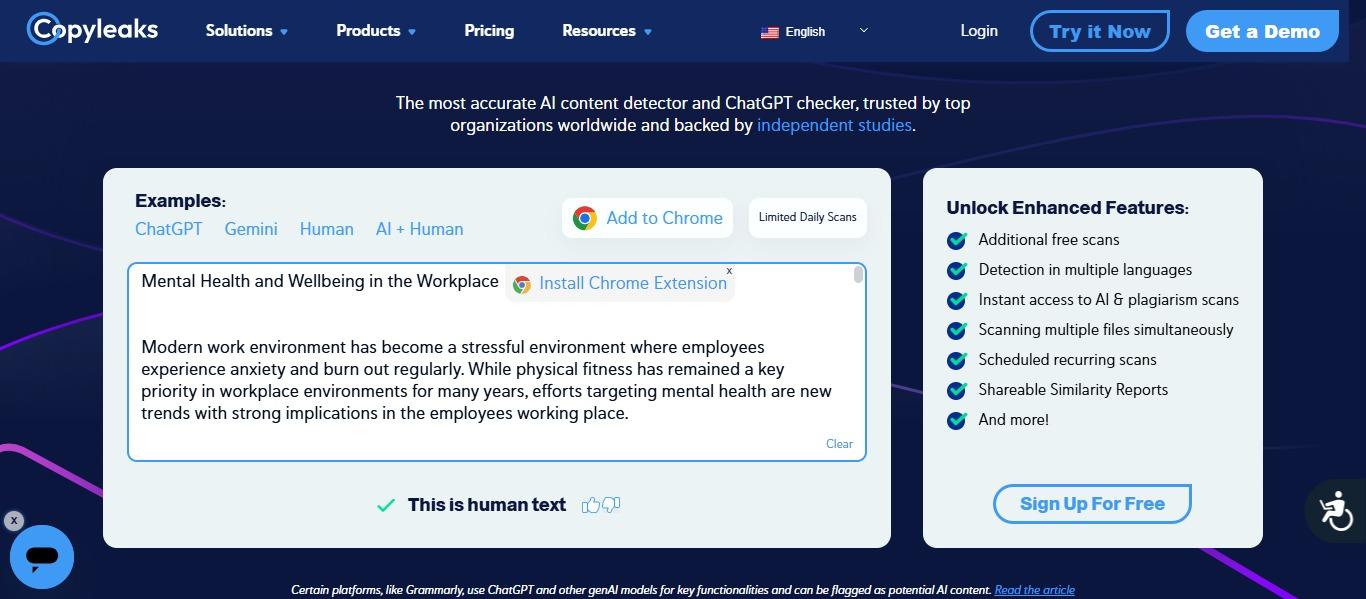 Copyleaks
Solutions
Products
Pricing
Resources
English
Login
Try it Now
Get a Demo
The most accurate AI content detector and ChatGPT checker, trusted by top
organizations worldwide and backed by independent studies.
Examples:
ChatGPT
Gemini
Human
AI + Human
Add to Chrome
Limited Daily Scans
Mental Health and Wellbeing in the Workplace
Install Chrome Extension
x
Modern work environment has become a stressful environment where employees
experience anxiety and burn out regularly. While physical fitness has remained a key
priority in workplace environments for many years, efforts targeting mental health are new
trends with strong implications in the employees working place.
Clear
This is human text
Unlock Enhanced Features:
Additional free scans
Detection in multiple languages
Instant access to AI & plagiarism scans
Scanning multiple files simultaneously
Scheduled recurring scans
Shareable Similarity Reports
And more!
Sign Up For Free
x
Certain platforms, like Grammarly, use ChatGPT and other genAI models for key functionalities and can be flagged as potential AI content. Read the article